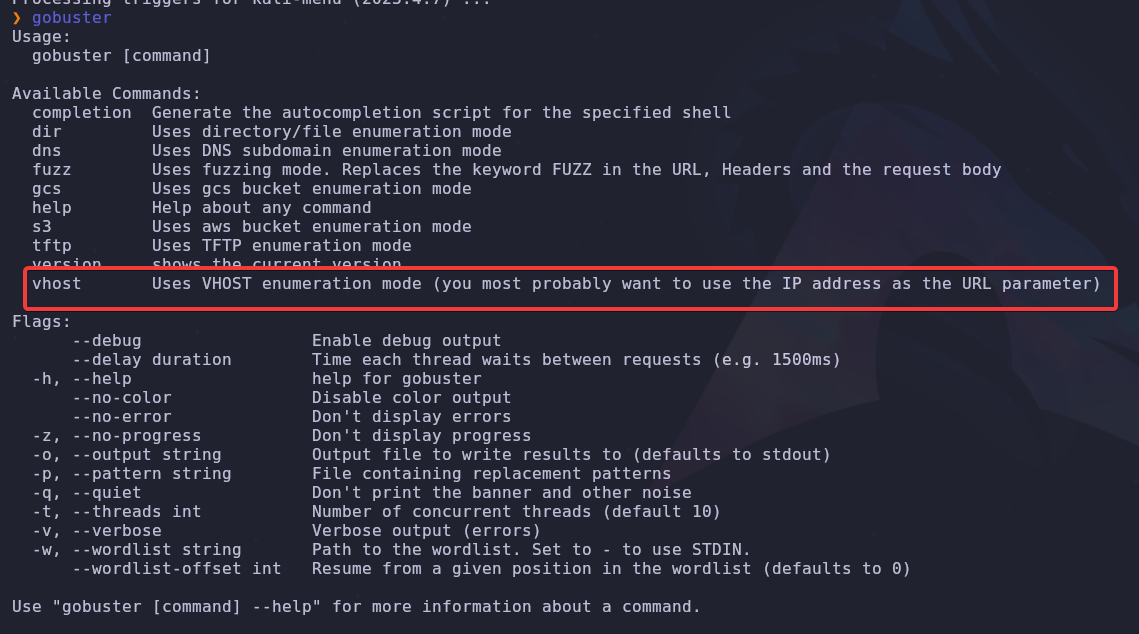 Processing triggers for kali-menu (2023.4.7) ...
❯ gobuster
Usage:
  gobuster [command]

Available Commands:
  completion  Generate the autocompletion script for the specified shell
  dir         Uses directory/file enumeration mode
  dns         Uses DNS subdomain enumeration mode
  fuzz        Uses fuzzing mode. Replaces the keyword FUZZ in the URL, Headers and the request body
  gcs         Uses gcs bucket enumeration mode
  help        Help about any command
  s3          Uses aws bucket enumeration mode
  tftp        Uses TFTP enumeration mode
  version     shows the current version
  vhost       Uses VHOST enumeration mode (you most probably want to use the IP address as the URL parameter)

Flags:
      --debug                 Enable debug output
      --delay duration        Time each thread waits between requests (e.g. 1500ms)
  -h, --help                  help for gobuster
      --no-color              Disable color output
      --no-error              Don't display errors
  -z, --no-progress           Don't display progress
  -o, --output string         Output file to write results to (defaults to stdout)
  -p, --pattern string        File containing replacement patterns
  -q, --quiet                 Don't print the banner and other noise
  -t, --threads int           Number of concurrent threads (default 10)
  -v, --verbose               Verbose output (errors)
  -w, --wordlist string       Path to the wordlist. Set to - to use STDIN.
      --wordlist-offset int   Resume from a given position in the wordlist (defaults to 0)

Use "gobuster [command] --help" for more information about a command.